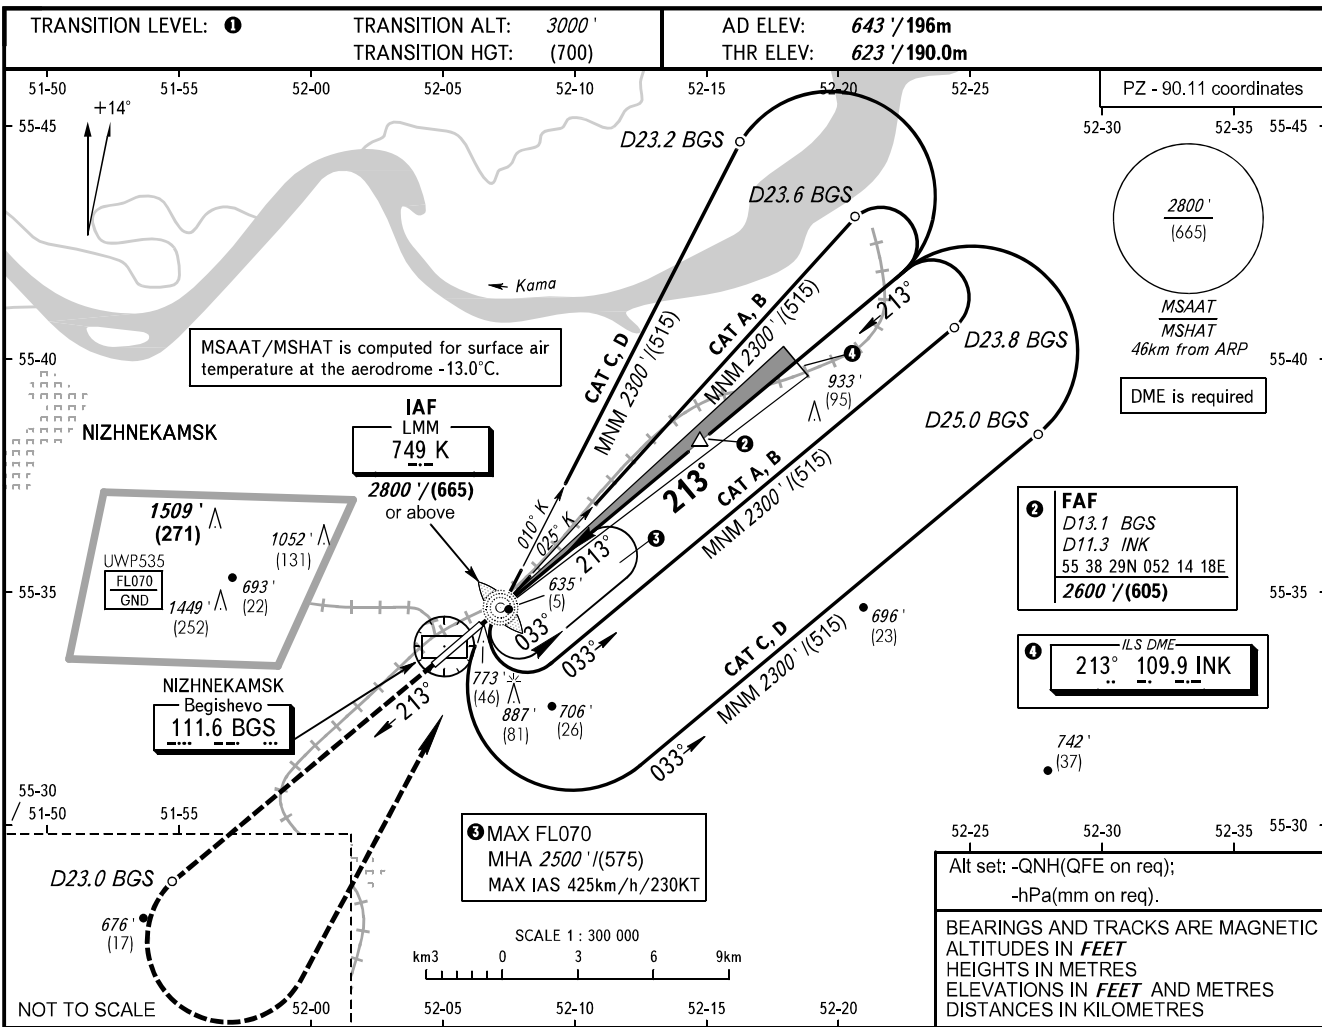 TRANSITION LEVEL: ❶
TRANSITION ALT: 3000 '
TRANSITION HGT: (700)
AD ELEV: 643 '/196m
THR ELEV: 623 '/190.0m
51-50 51-55 52-00 52-05 52-10 52-15 52-20 52-25
PZ - 90.11 coordinates
+14°
55-45
52-30 52-35 55-45
D23.2 BGS
D23.6 BGS
2800 '
(665)
MSAAT
MSHAT
46km from ARP
DME is required
Kama
213°
MSAAT/MSHAT is computed for surface air
temperature at the aerodrome -13.0°C.
CAT C, D
MNM 2300 '/(515)
CAT A, B
MNM 2300 '/(515)
D23.8 BGS
D25.0 BGS
55-40
55-40
❹
933 '
(95)
NIZHNEKAMSK
IAF
LMM
749 K
2800 '/(665)
or above
❷
213°
CAT A, B
MNM 2300 '/(515)
010° K
025° K
❸
213°
1509 '
(271)
1052 '
(131)
UWP535
FL070
GND
693 '
(22)
1449 '
(252)
❷ FAF
D13.1 BGS
D11.3 INK
55 38 29N 052 14 18E
2600 '/(605)
55-35
55-35
635 '
(5)
033°
033°
696 '
(23)
CAT C, D
MNM 2300 '/(515)
033°
❹ ILS DME
213° 109.9 INK
NIZHNEKAMSK
Begishevo
111.6 BGS
213°
773 '
(46)
887 '
(81)
706 '
(26)
742 '
(37)
55-30
51-50 51-55
52-25 52-30 52-35 55-30
❸ MAX FL070
MHA 2500 '/(575)
MAX IAS 425km/h/230KT
D23.0 BGS
676 '
(17)
SCALE 1 : 300 000
km3 0 3 6 9km
NOT TO SCALE
52-00 52-05 52-10 52-15 52-20
Alt set: -QNH(QFE on req);
-hPa(mm on req).
BEARINGS AND TRACKS ARE MAGNETIC
ALTITUDES IN FEET
HEIGHTS IN METRES
ELEVATIONS IN FEET AND METRES
DISTANCES IN KILOMETRES